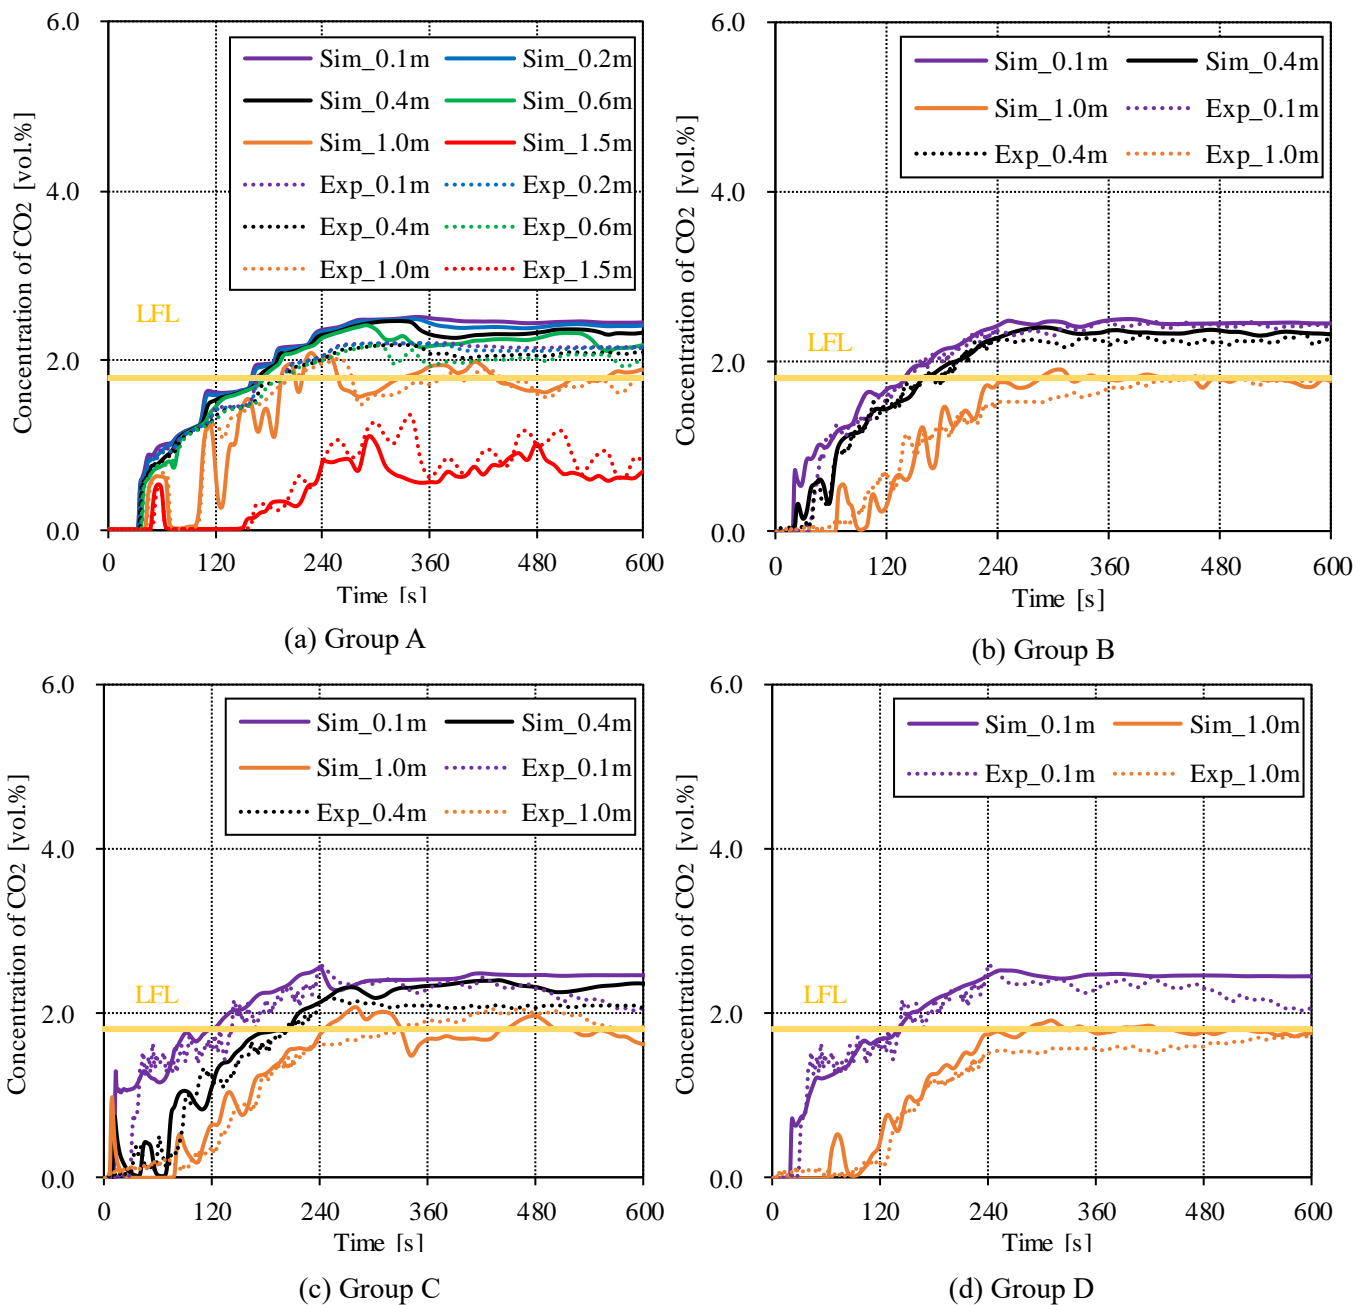 6.0
4.0
2.0
0.0
Concentration of CO2 [vol.%]
Sim_0.1m Sim_0.2m
Sim_0.4m Sim_0.6m
Sim_1.0m Sim_1.5m
Exp_0.1m Exp_0.2m
Exp_0.4m Exp_0.6m
Exp_1.0m Exp_1.5m
LFL
0 120 240 360 480 600
Time [s]
(a) Group A
6.0
4.0
2.0
0.0
Concentration of CO2 [vol.%]
Sim_0.1m Sim_0.4m
Sim_1.0m Exp_0.1m
Exp_0.4m Exp_1.0m
LFL
0 120 240 360 480 600
Time [s]
(b) Group B
6.0
4.0
2.0
0.0
Concentration of CO2 [vol.%]
Sim_0.1m Sim_0.4m
Sim_1.0m Exp_0.1m
Exp_0.4m Exp_1.0m
LFL
0 120 240 360 480 600
Time [s]
(c) Group C
6.0
4.0
2.0
0.0
Concentration of CO2 [vol.%]
Sim_0.1m Sim_1.0m
Exp_0.1m Exp_1.0m
LFL
0 120 240 360 480 600
Time [s]
(d) Group D